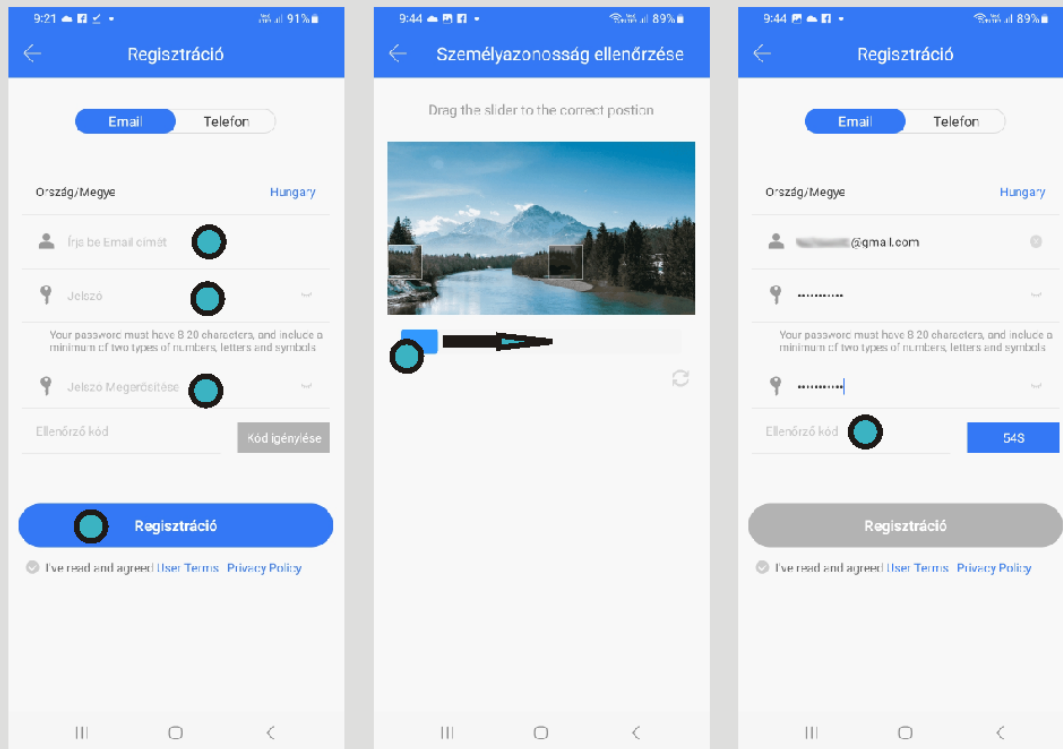 9:21
91%
Regisztráció
Email Telefon
Ország/Megye Hungary
Írja be Email címét
Jelszó
Your password must have 8-20 characters, and include a
minimum of two types of numbers, letters and symbols
Jelszó Megerősítése
Ellenőrző kód
Kód igénylése
Regisztráció
I've read and agreed User Terms Privacy Policy
9:44
89%
Személyazonosság ellenőrzése
Drag the slider to the correct postion
9:44
89%
Regisztráció
Email Telefon
Ország/Megye Hungary
@gmail.com
Your password must have 8-20 characters, and include a
minimum of two types of numbers, letters and symbols
Ellenőrző kód
54S
Regisztráció
I've read and agreed User Terms Privacy Policy